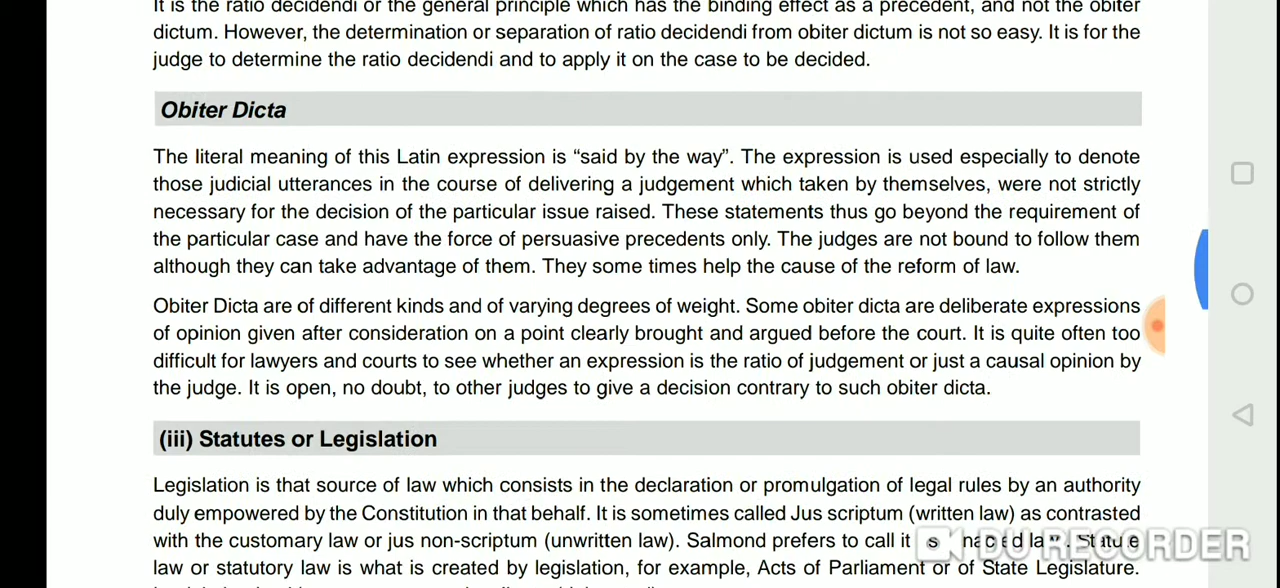 It is the ratio decidendi or the general principle which has the binding effect as a precedent, and not the obiter
dictum. However, the determination or separation of ratio decidendi from obiter dictum is not so easy. It is for the
judge to determine the ratio decidendi and to apply it on the case to be decided.
Obiter Dicta
The literal meaning of this Latin expression is “said by the way”. The expression is used especially to denote
those judicial utterances in the course of delivering a judgement which taken by themselves, were not strictly
necessary for the decision of the particular issue raised. These statements thus go beyond the requirement of
the particular case and have the force of persuasive precedents only. The judges are not bound to follow them
although they can take advantage of them. They some times help the cause of the reform of law.
Obiter Dicta are of different kinds and of varying degrees of weight. Some obiter dicta are deliberate expressions
of opinion given after consideration on a point clearly brought and argued before the court. It is quite often too
difficult for lawyers and courts to see whether an expression is the ratio of judgement or just a causal opinion by
the judge. It is open, no doubt, to other judges to give a decision contrary to such obiter dicta.
(iii) Statutes or Legislation
Legislation is that source of law which consists in the declaration or promulgation of legal rules by an authority
duly empowered by the Constitution in that behalf. It is sometimes called Jus scriptum (written law) as contrasted
with the customary law or jus non-scriptum (unwritten law). Salmond prefers to call it law. Statute
DU RECORDER
law or statutory law is what is created by legislation, for example, Acts of Parliament or of State Legislature.